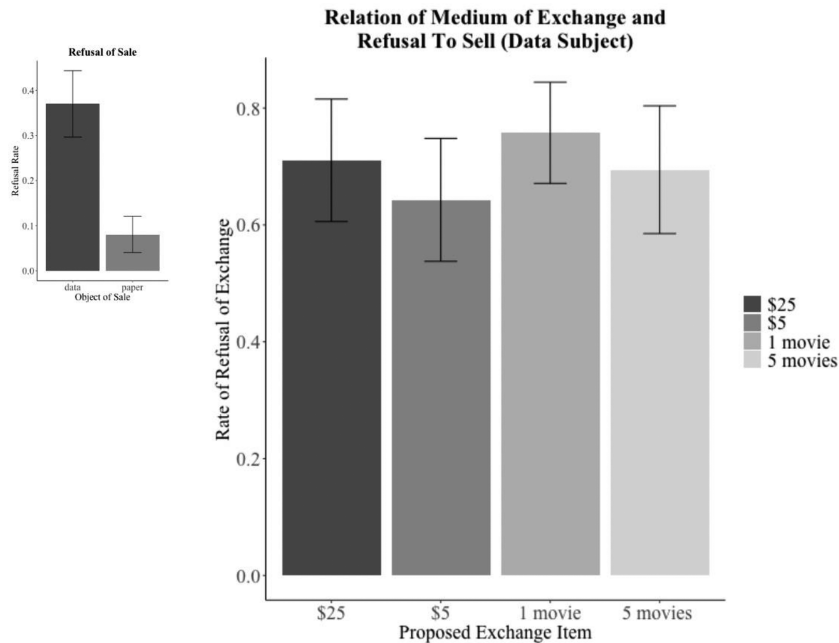 Refusal of Sale
0.4
0.3
0.2
0.1
0.0
Refusal Rate
data paper
Object of Sale
Relation of Medium of Exchange and
Refusal To Sell (Data Subject)
0.8
0.6
0.4
0.2
0.0
Rate of Refusal of Exchange
$25 $5 1 movie 5 movies
Proposed Exchange Item
$25
$5
1 movie
5 movies